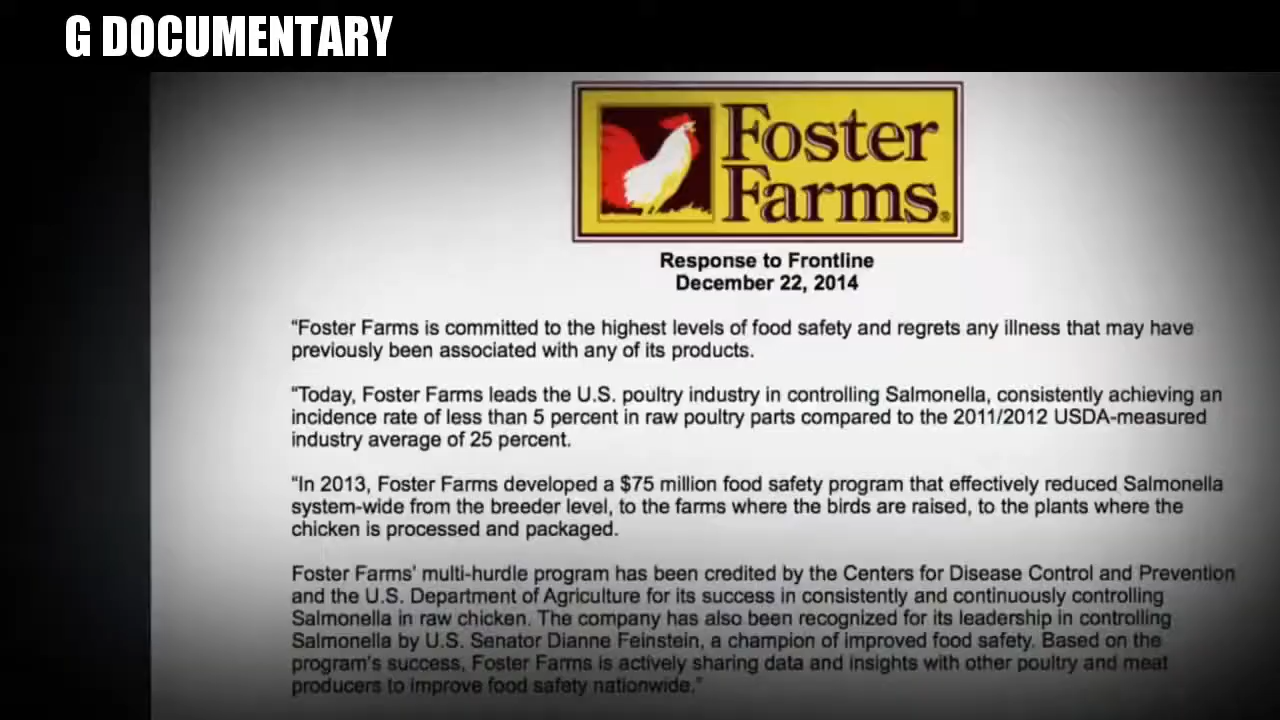 G DOCUMENTARY
Foster
Farms®
Response to Frontline
December 22, 2014
“Foster Farms is committed to the highest levels of food safety and regrets any illness that may have
previously been associated with any of its products.
“Today, Foster Farms leads the U.S. poultry industry in controlling Salmonella, consistently achieving an
incidence rate of less than 5 percent in raw poultry parts compared to the 2011/2012 USDA-measured
industry average of 25 percent.
“In 2013, Foster Farms developed a $75 million food safety program that effectively reduced Salmonella
system-wide from the breeder level, to the farms where the birds are raised, to the plants where the
chicken is processed and packaged.
Foster Farms’ multi-hurdle program has been credited by the Centers for Disease Control and Prevention
and the U.S. Department of Agriculture for its success in consistently and continuously controlling
Salmonella in raw chicken. The company has also been recognized for its leadership in controlling
Salmonella by U.S. Senator Dianne Feinstein, a champion of improved food safety. Based on the
program’s success, Foster Farms is actively sharing data and insights with other poultry and meat
producers to improve food safety nationwide.”